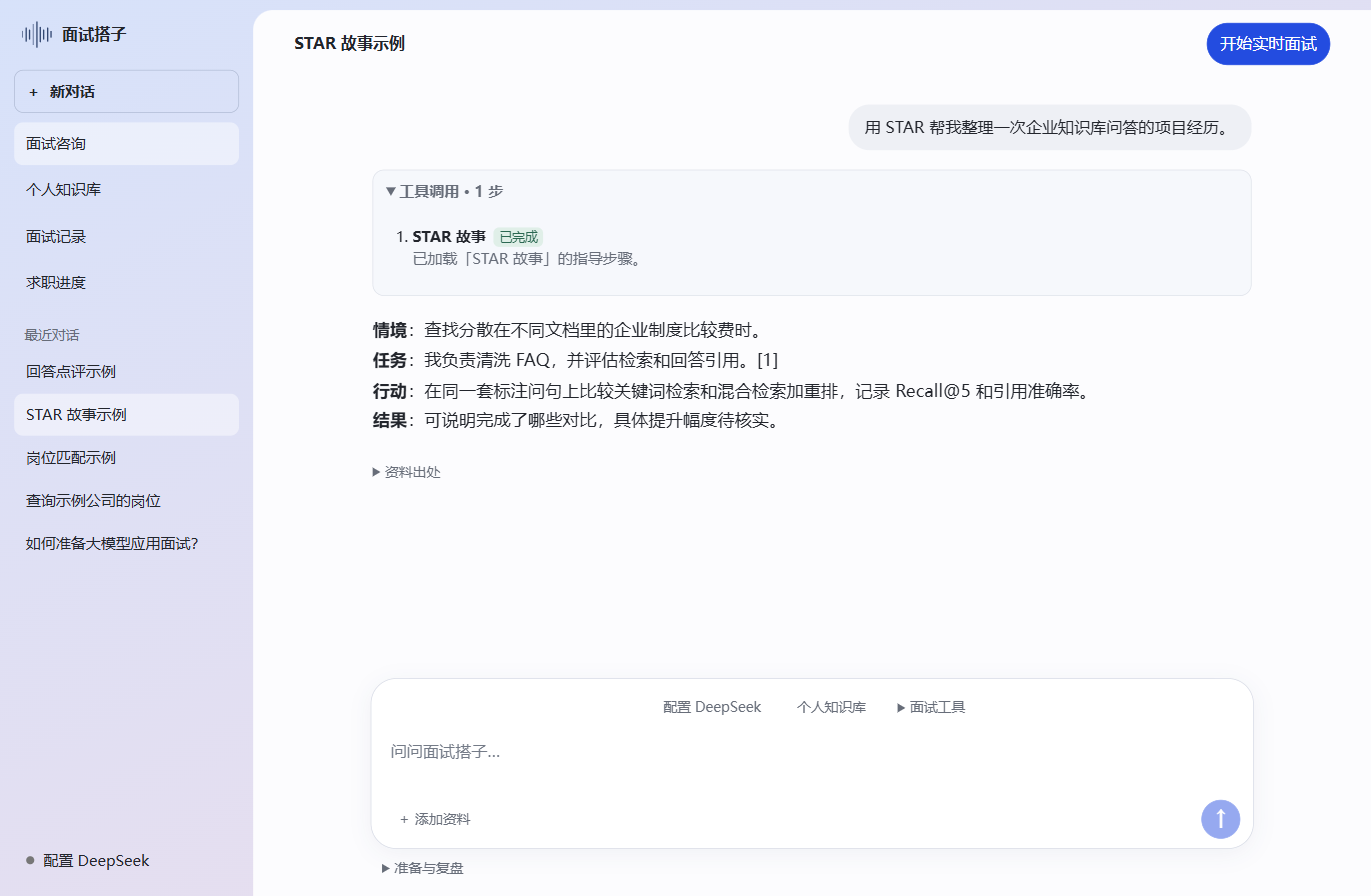 面试搭子
+ 新对话
面试咨询
个人知识库
面试记录
求职进度
最近对话
回答点评示例
STAR 故事示例
岗位匹配示例
查询示例公司的岗位
如何准备大模型应用面试?
配置 DeepSeek
STAR 故事示例
开始实时面试
用 STAR 帮我整理一次企业知识库问答的项目经历。
▼工具调用 • 1 步
1. STAR 故事 已完成
已加载「STAR 故事」的指导步骤。
情境：查找分散在不同文档里的企业制度比较费时。
任务：我负责清洗 FAQ，并评估检索和回答引用。[1]
行动：在同一套标注问句上比较关键词检索和混合检索加重排，记录 Recall@5 和引用准确率。
结果：可说明完成了哪些对比，具体提升幅度待核实。
▶ 资料出处
配置 DeepSeek 个人知识库 ▶ 面试工具
问问面试搭子...
+ 添加资料
↑
▶ 准备与复盘